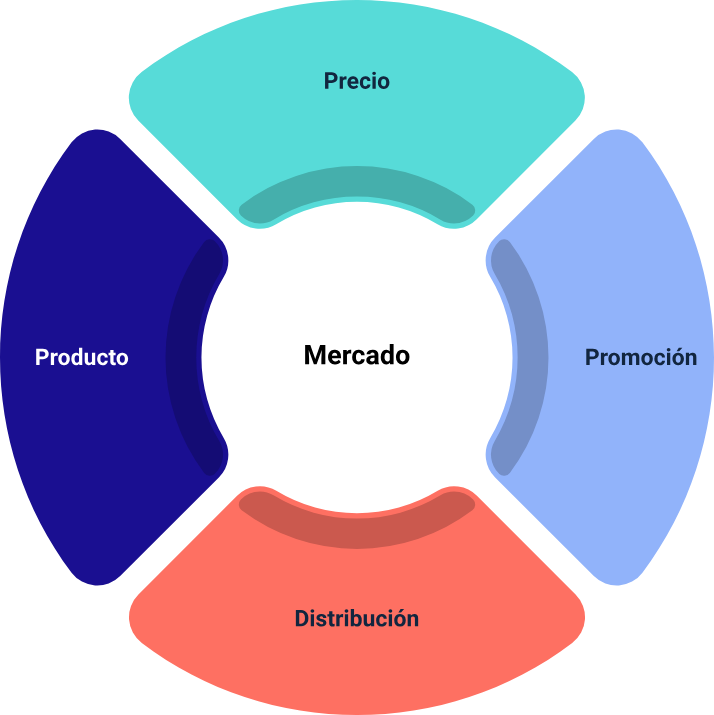 Precio
Producto
Mercado
Promoción
Distribución